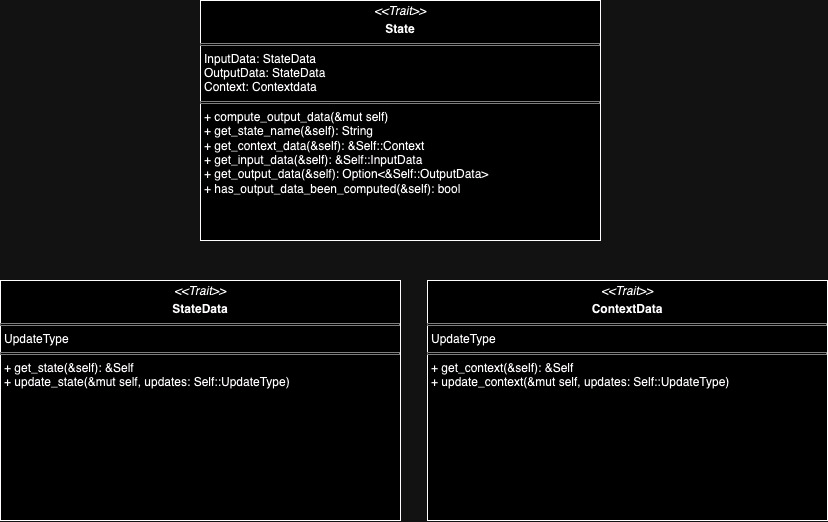 <<Trait>>
State
InputData: StateData
OutputData: StateData
Context: Contextdata
+ compute_output_data(&mut self)
+ get_state_name(&self): String
+ get_context_data(&self): &Self::Context
+ get_input_data(&self): &Self::InputData
+ get_output_data(&self): Option<&Self::OutputData>
+ has_output_data_been_computed(&self): bool
<<Trait>>
StateData
UpdateType
+ get_state(&self): &Self
+ update_state(&mut self, updates: Self::UpdateType)
<<Trait>>
ContextData
UpdateType
+ get_context(&self): &Self
+ update_context(&mut self, updates: Self::UpdateType)